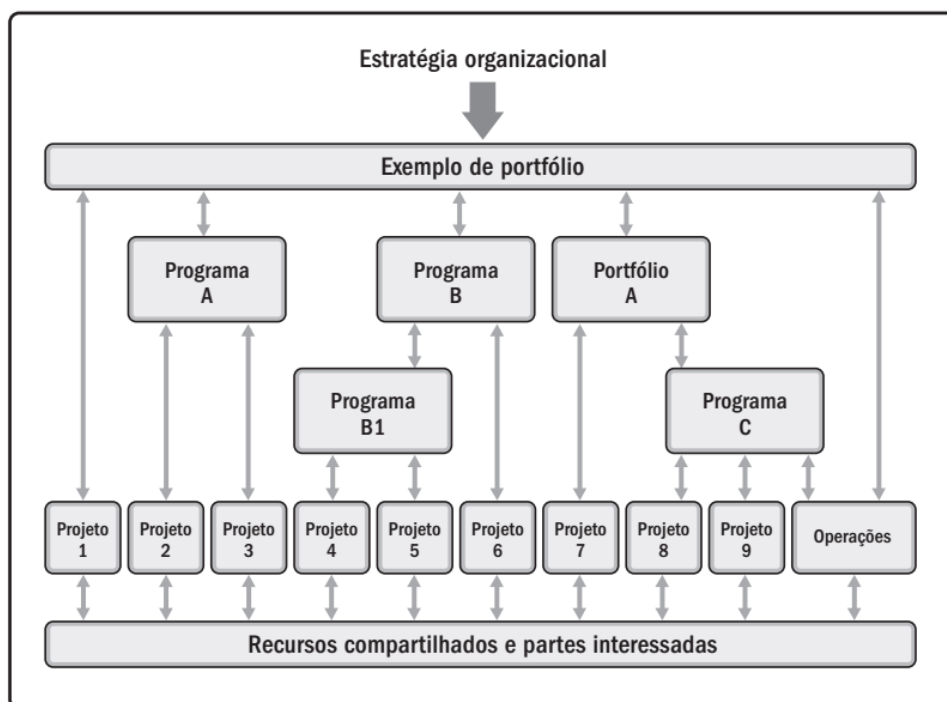 Estratégia organizacional
Exemplo de portfólio
Programa
A
Programa
B
Portfólio
A
Programa
B1
Programa
C
Projeto
1
Projeto
2
Projeto
3
Projeto
4
Projeto
5
Projeto
6
Projeto
7
Projeto
8
Projeto
9
Operações
Recursos compartilhados e partes interessadas